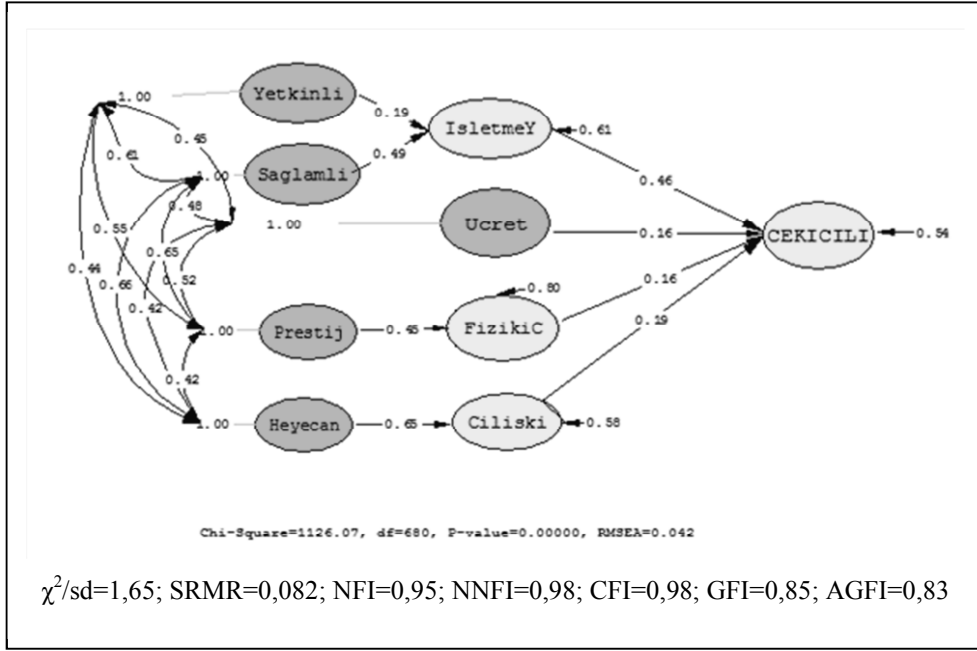 1.00 Yetkinli 0.19 IsletmeY 0.61
0.45
0.61
1.00 Saglamli 0.49
0.48
0.46
1.00 Ucret 0.16 CEKICILI 0.54
0.55
0.65
0.44
0.66
0.52
0.42
0.80
0.16
1.00 Prestij 0.45 FizikiC
0.19
0.42
1.00 Heyecan 0.65 Ciliski 0.58
Chi-Square=1126.07, df=680, P-value=0.00000, RMSEA=0.042
χ²/sd=1,65; SRMR=0,082; NFI=0,95; NNFI=0,98; CFI=0,98; GFI=0,85; AGFI=0,83